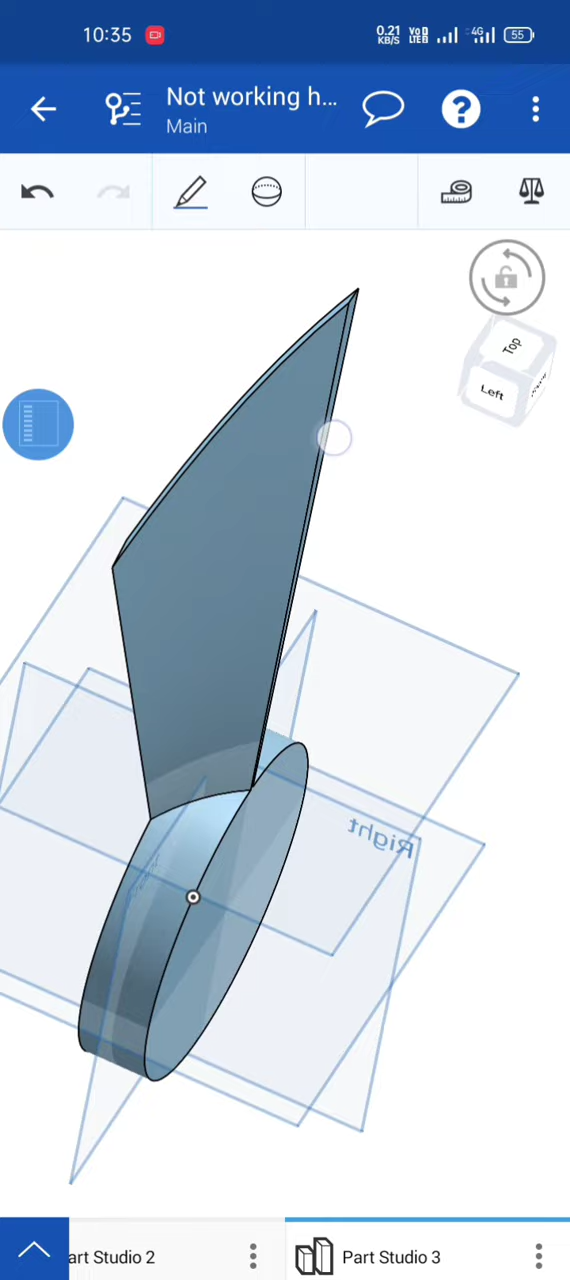 10:35
0.21 KB/S Vo LTE 4G 55
Not working h...
Main
Top
Left
Right
art Studio 2
Part Studio 3